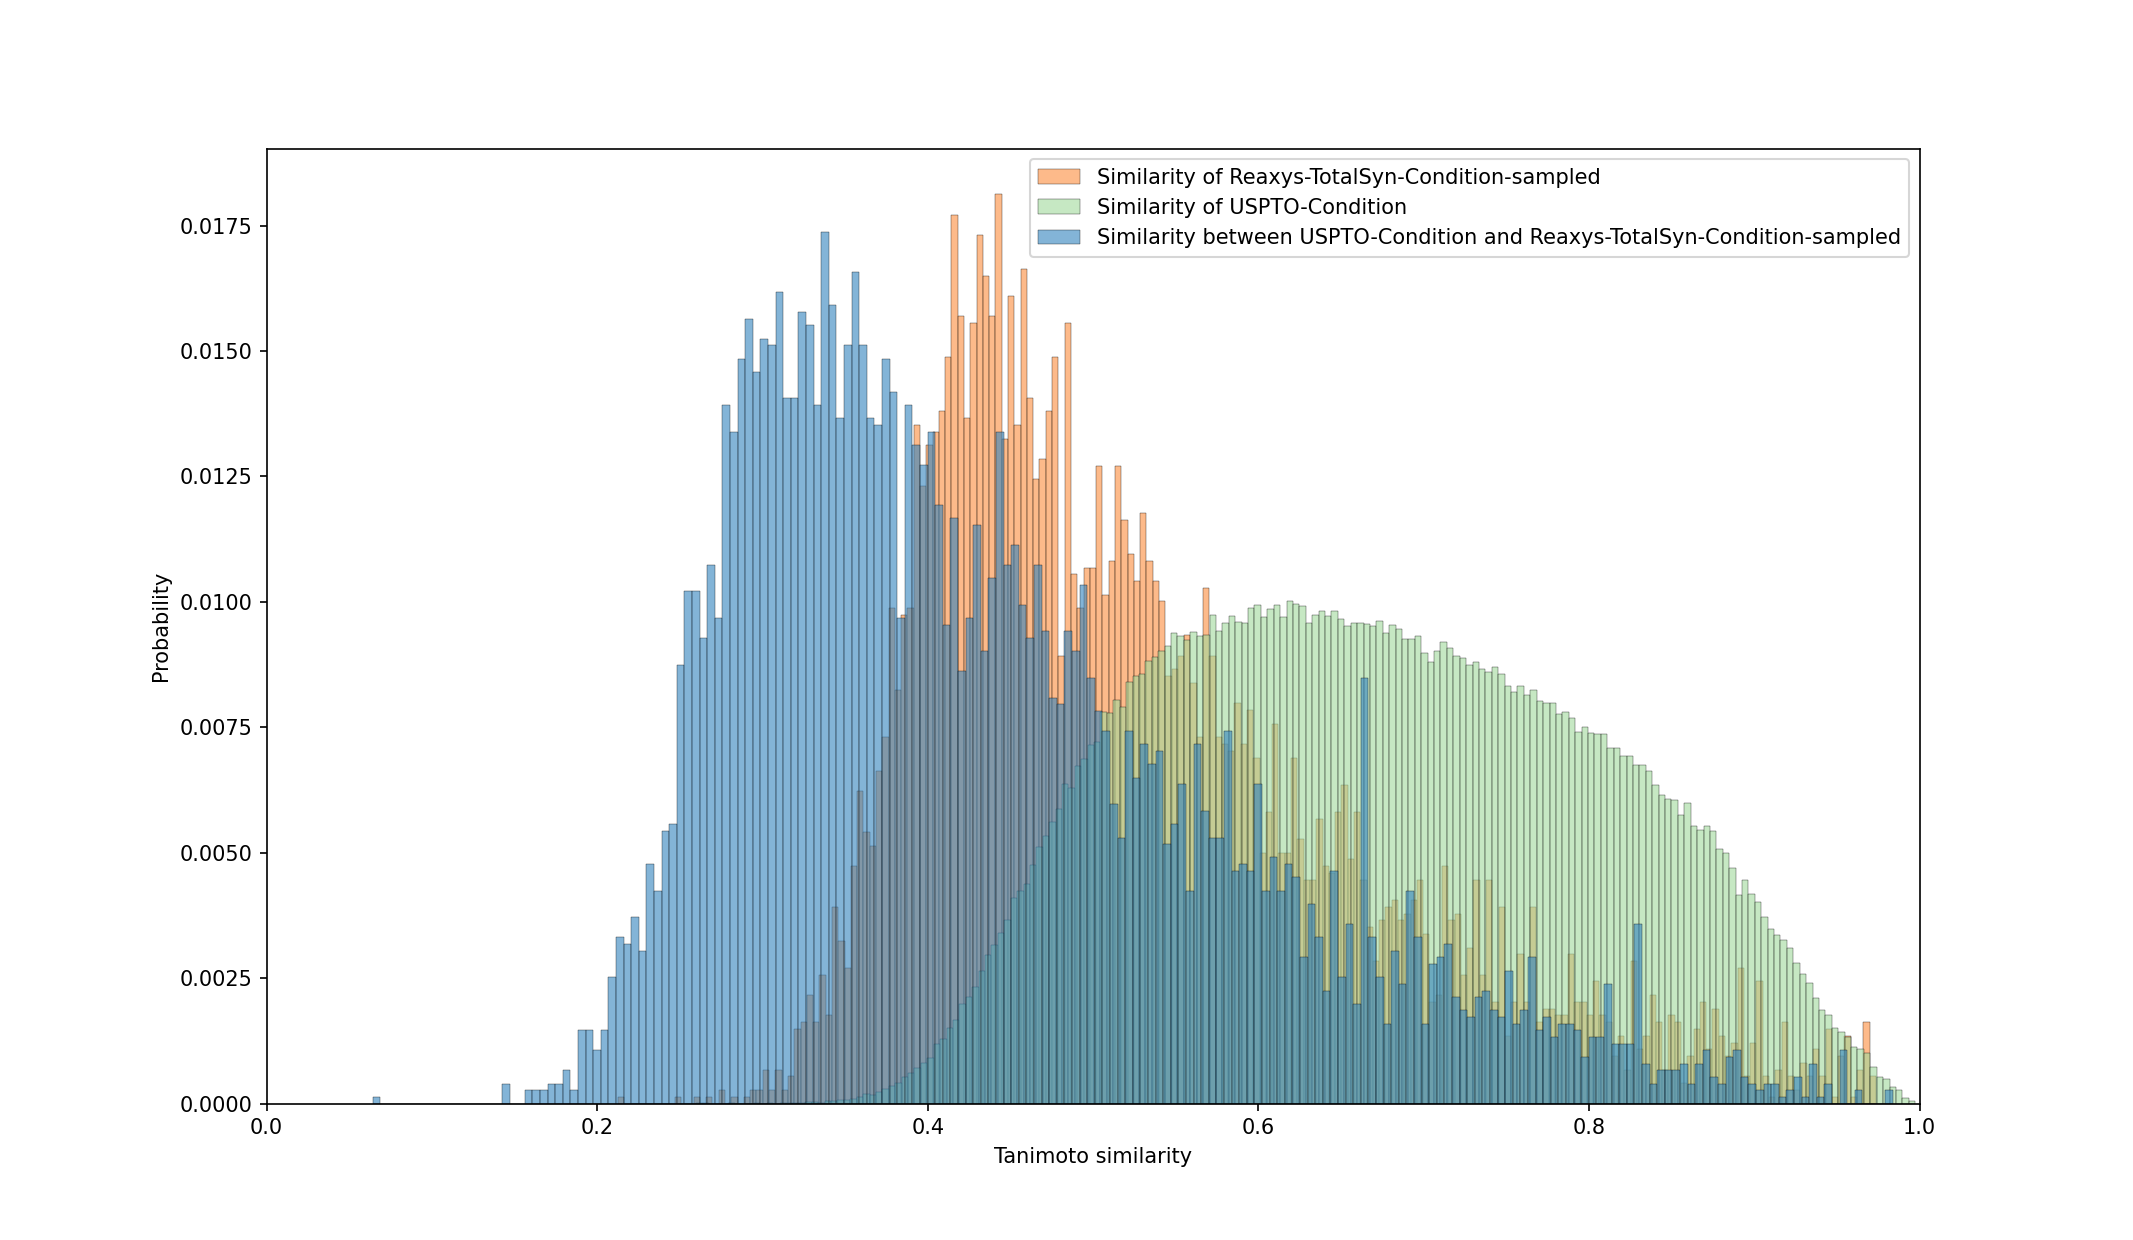 Similarity of Reaxys-TotalSyn-Condition-sampled
Similarity of USPTO-Condition
Similarity between USPTO-Condition and Reaxys-TotalSyn-Condition-sampled
0.0175
0.0150
0.0125
0.0100
0.0075
0.0050
0.0025
0.0000
Probability
0.0 0.2 0.4 0.6 0.8 1.0
Tanimoto similarity